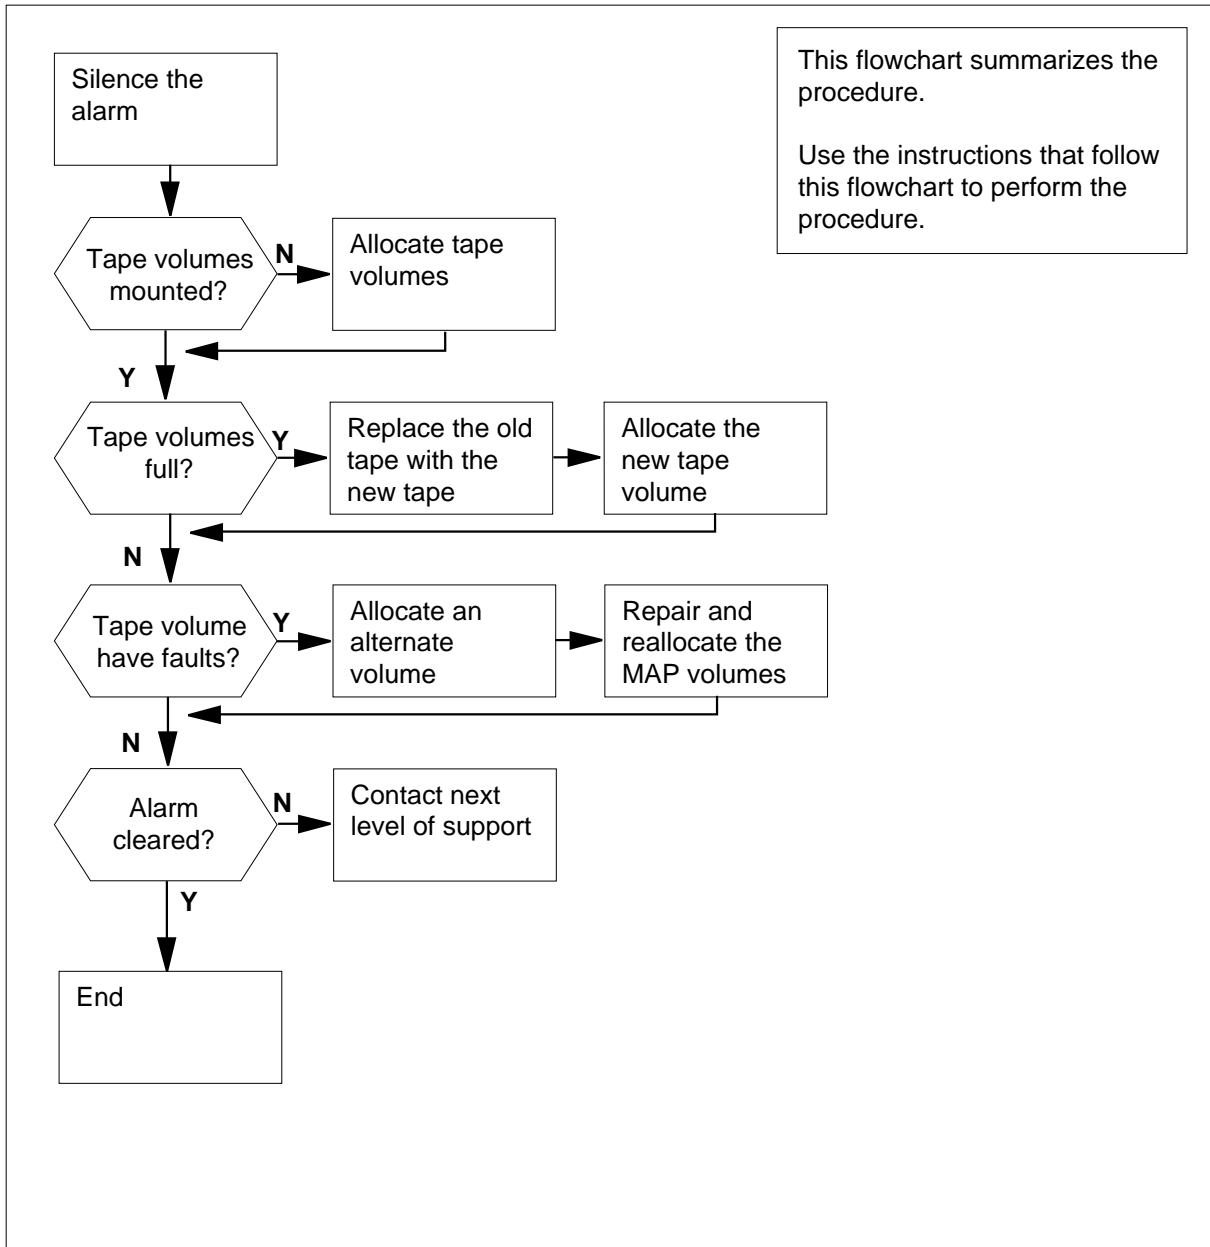 Silence the
alarm
This flowchart summarizes the
procedure.
Use the instructions that follow
this flowchart to perform the
procedure.
Tape volumes
mounted?
N
Allocate tape
volumes
Y
Tape volumes
full?
Y
Replace the old
tape with the
new tape
Allocate the
new tape
volume
N
Tape volume
have faults?
Y
Allocate an
alternate
volume
Repair and
reallocate the
MAP volumes
N
Alarm
cleared?
N
Contact next
level of support
Y
End